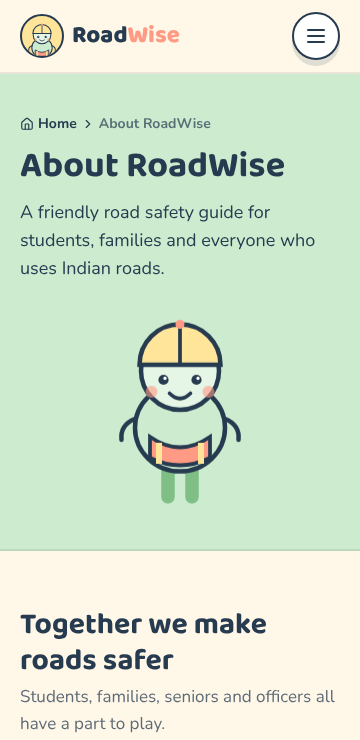 RoadWise
Home > About RoadWise
About RoadWise
A friendly road safety guide for
students, families and everyone who
uses Indian roads.
Together we make
roads safer
Students, families, seniors and officers all
have a part to play.